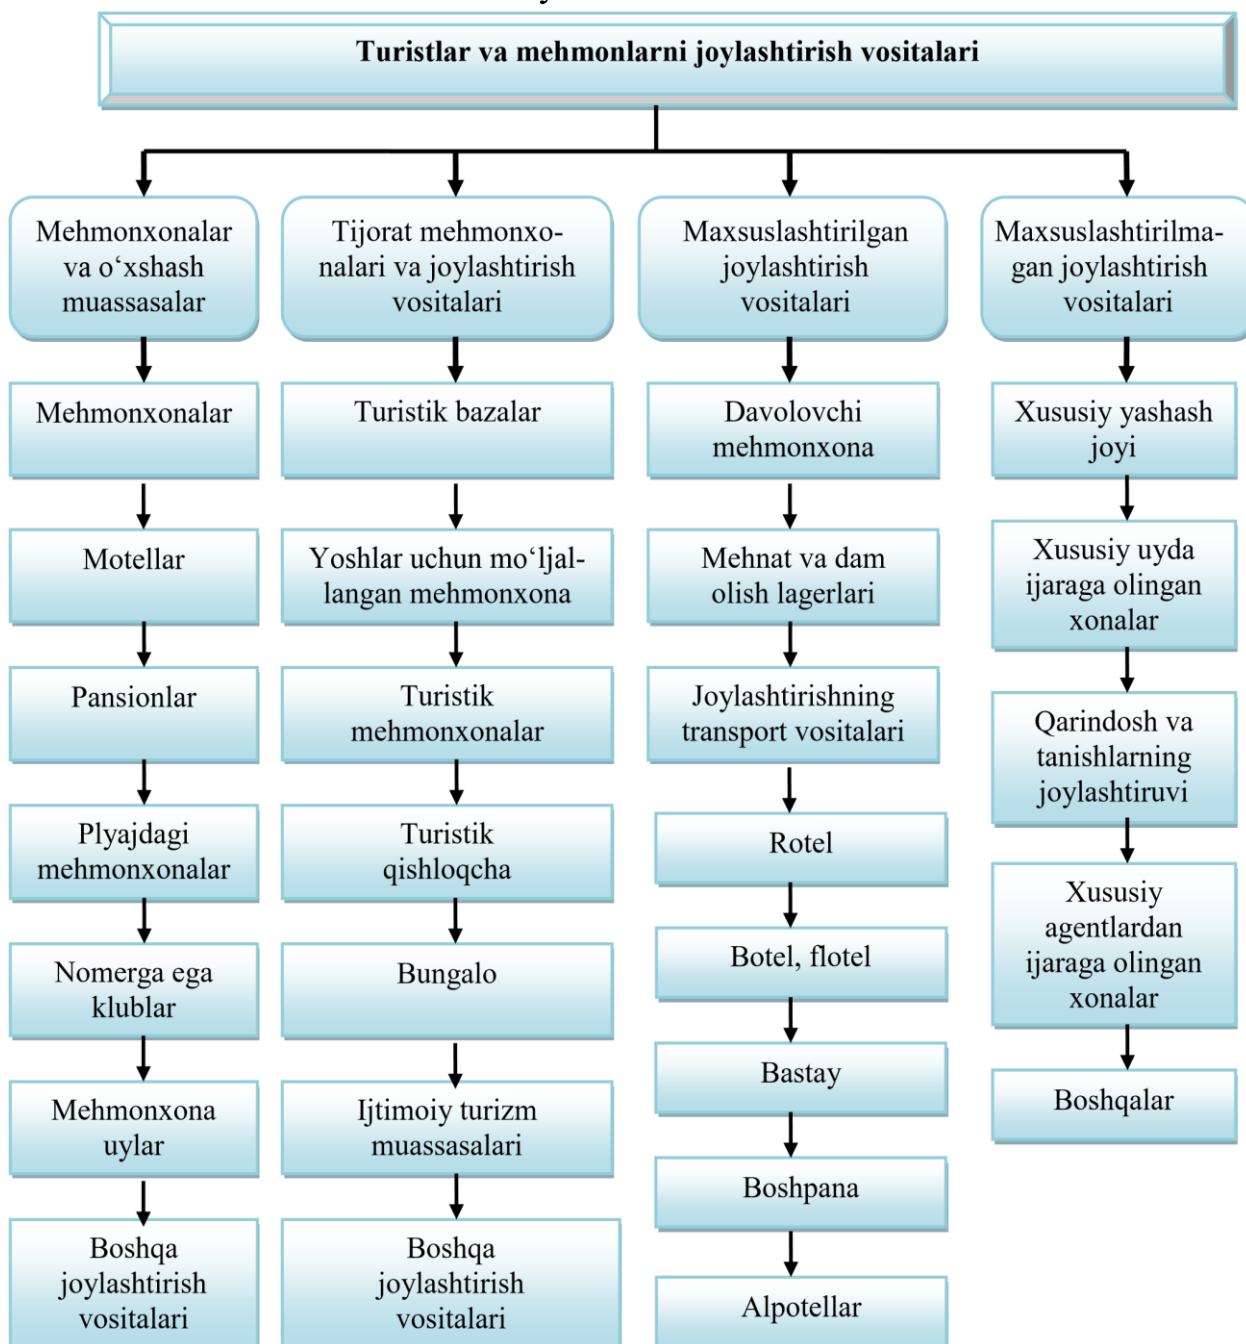 Turistlar va mehmonlarni joylashtirish vositalari
Mehmonxonalar
va o‘xshash
muassasalar
Mehmonxonalar
Motellar
Pansionlar
Plyajdagi
mehmonxonalar
Nomerga ega
klublar
Mehmonxona
uylar
Boshqa
joylashtirish
vositalari
Tijorat mehmonxo-
nalari va joylashtirish
vositalari
Turistik bazalar
Yoshlar uchun mo‘ljal-
langan mehmonxona
Turistik
mehmonxonalar
Turistik
qishloqcha
Bungalo
Ijtimoiy turizm
muassasalari
Boshqa
joylashtirish
vositalari
Maxsuslashtirilgan
joylashtirish
vositalari
Davolovchi
mehmonxona
Mehnat va dam
olish lagerlari
Joylashtirishning
transport vositalari
Rotel
Botel, flotel
Bastay
Boshpana
Alpotellar
Maxsuslashtirilma-
gan joylashtirish
vositalari
Xususiy yashash
joyi
Xususiy uyda
ijaraga olingan
xonalar
Qarindosh va
tanishlarning
joylashtiruvi
Xususiy
agentlardan
ijaraga olingan
xonalar
Boshqalar